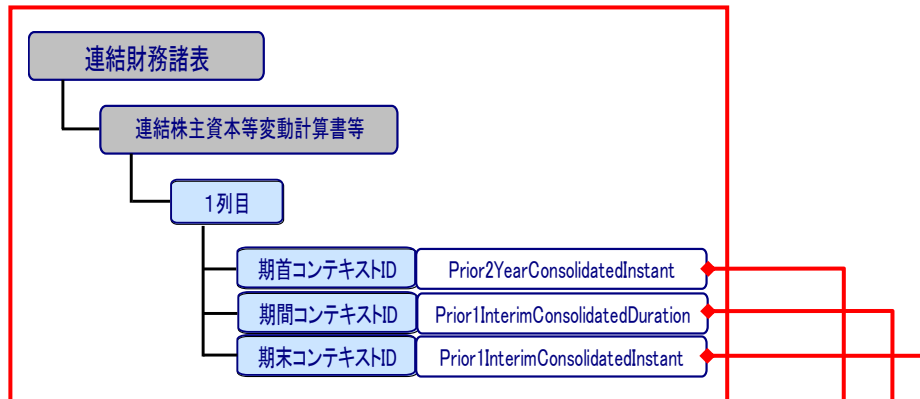 連結財務諸表
連結株主資本等変動計算書等
1列目
期首コンテキストID Prior2YearConsolidatedInstant
期間コンテキストID Prior1InterimConsolidatedDuration
期末コンテキストID Prior1InterimConsolidatedInstant